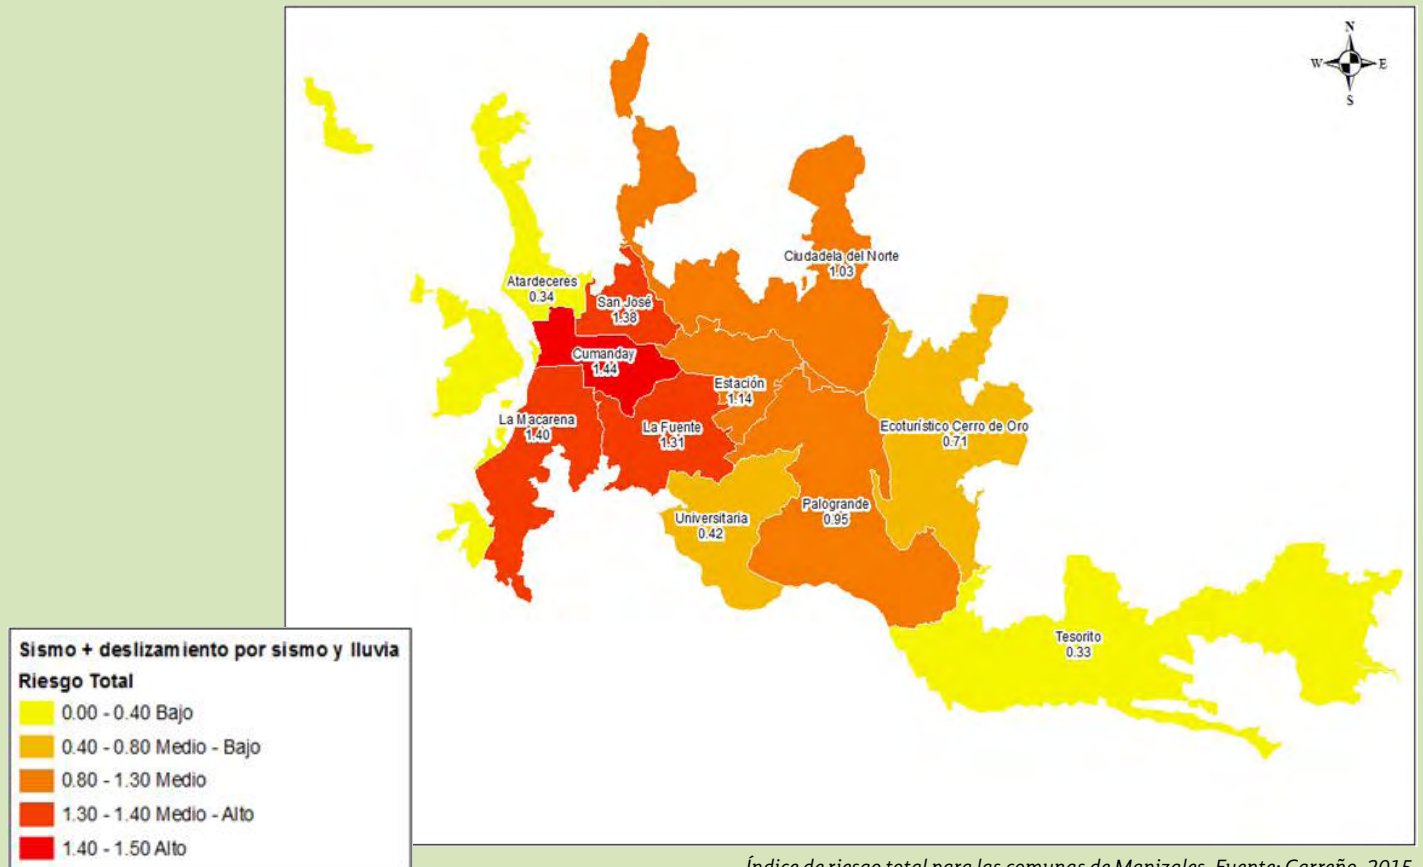 N
W E
S
Ciudadela del Norte
1.03
Atardeceres
0.34
San José
1.38
Cumanday
1.44
Estación
1.14
La Macarena
1.40
La Fuente
1.31
Ecoturístico Cerro de Oro
0.71
Palogrande
0.95
Universitaria
0.42
Tesorito
0.33
Sismo + deslizamiento por sismo y lluvia
Riesgo Total
0.00 - 0.40 Bajo
0.40 - 0.80 Medio - Bajo
0.80 - 1.30 Medio
1.30 - 1.40 Medio - Alto
1.40 - 1.50 Alto
Índice de riesgo total para las comunas de Manizales. Fuente: Carreño, 2015